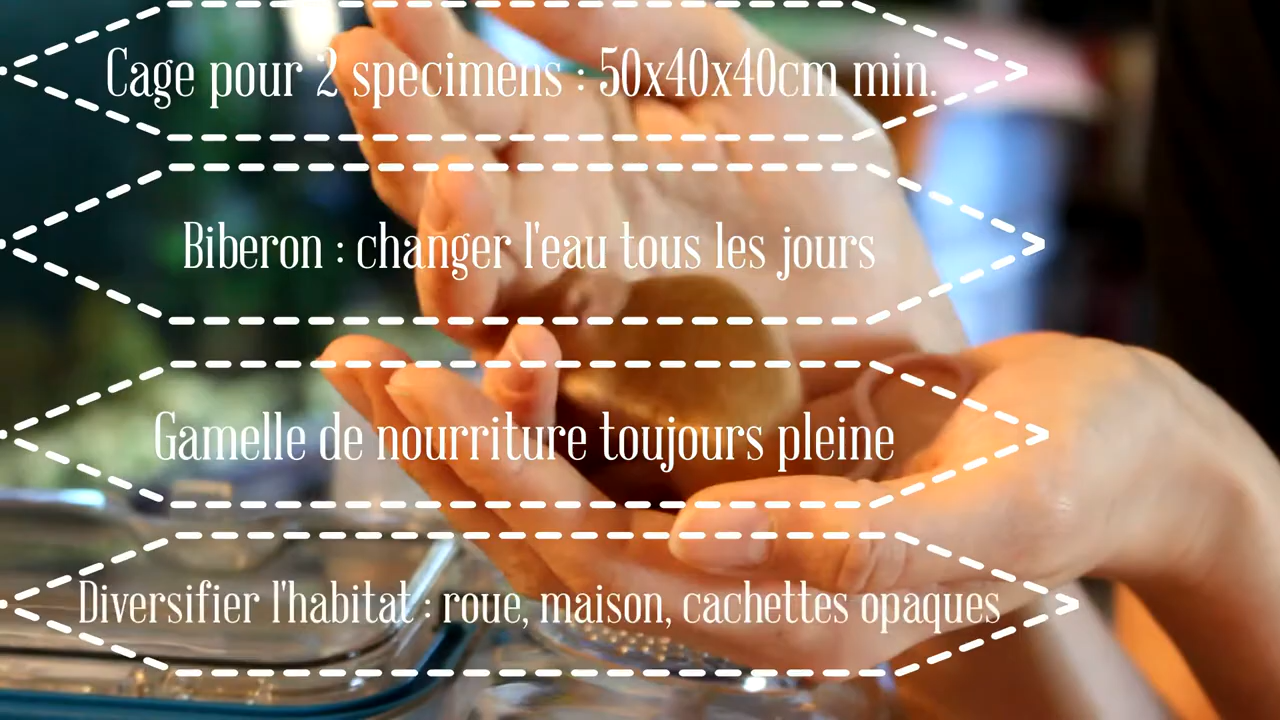 Cage pour 2 specimens : 50x40x40cm min.
Biberon : changer l'eau tous les jours
Gamelle de nourriture toujours pleine
Diversifier l'habitat : roue, maison, cachettes opaques